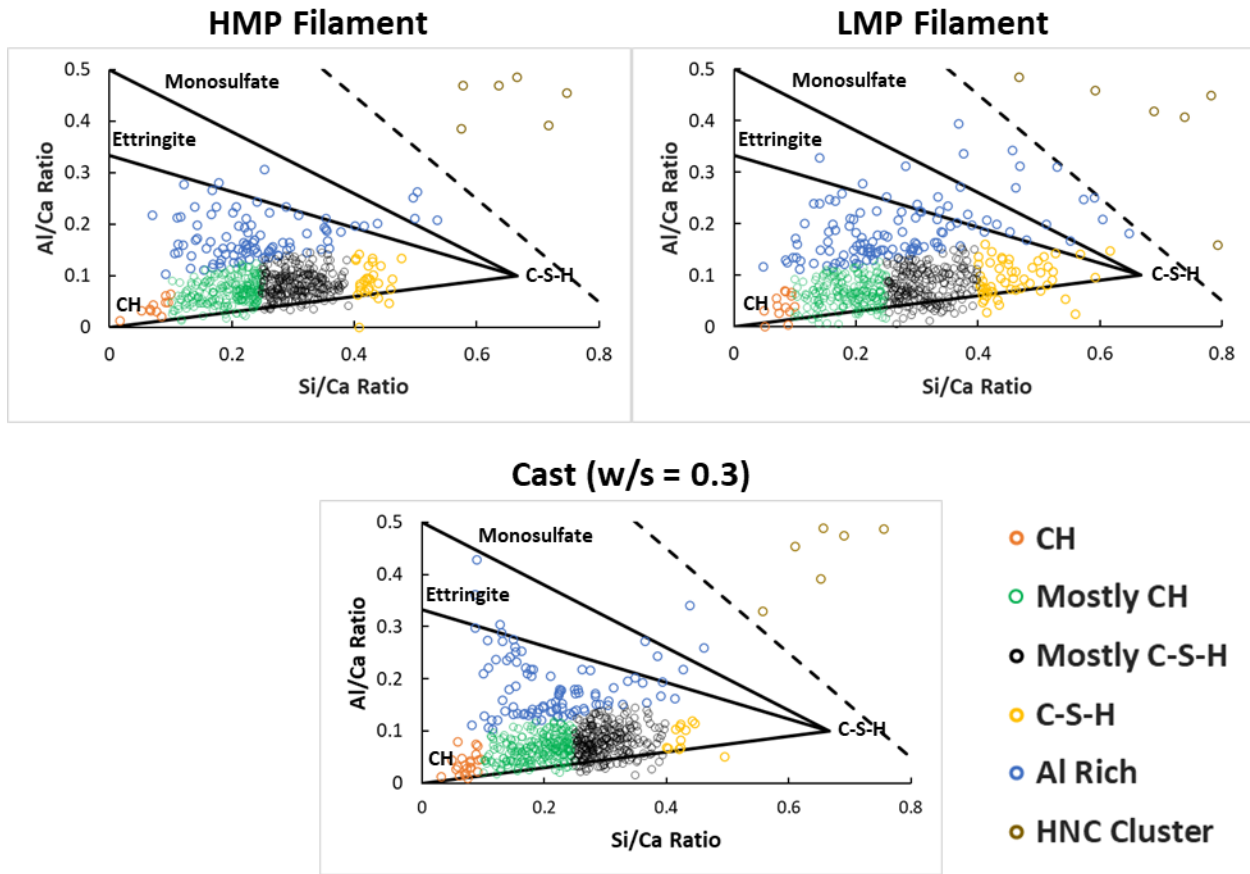 HMP Filament
Al/Ca Ratio
0.5
0.4
0.3
0.2
0.1
0
Monosulfate
Ettringite
CH
C-S-H
0 0.2 0.4 0.6 0.8
Si/Ca Ratio
LMP Filament
Al/Ca Ratio
0.5
0.4
0.3
0.2
0.1
0
Monosulfate
Ettringite
CH
C-S-H
0 0.2 0.4 0.6 0.8
Si/Ca Ratio
Cast (w/s = 0.3)
Al/Ca Ratio
0.5
0.4
0.3
0.2
0.1
0
Monosulfate
Ettringite
CH
C-S-H
0 0.2 0.4 0.6 0.8
Si/Ca Ratio
CH
Mostly CH
Mostly C-S-H
C-S-H
Al Rich
HNC Cluster